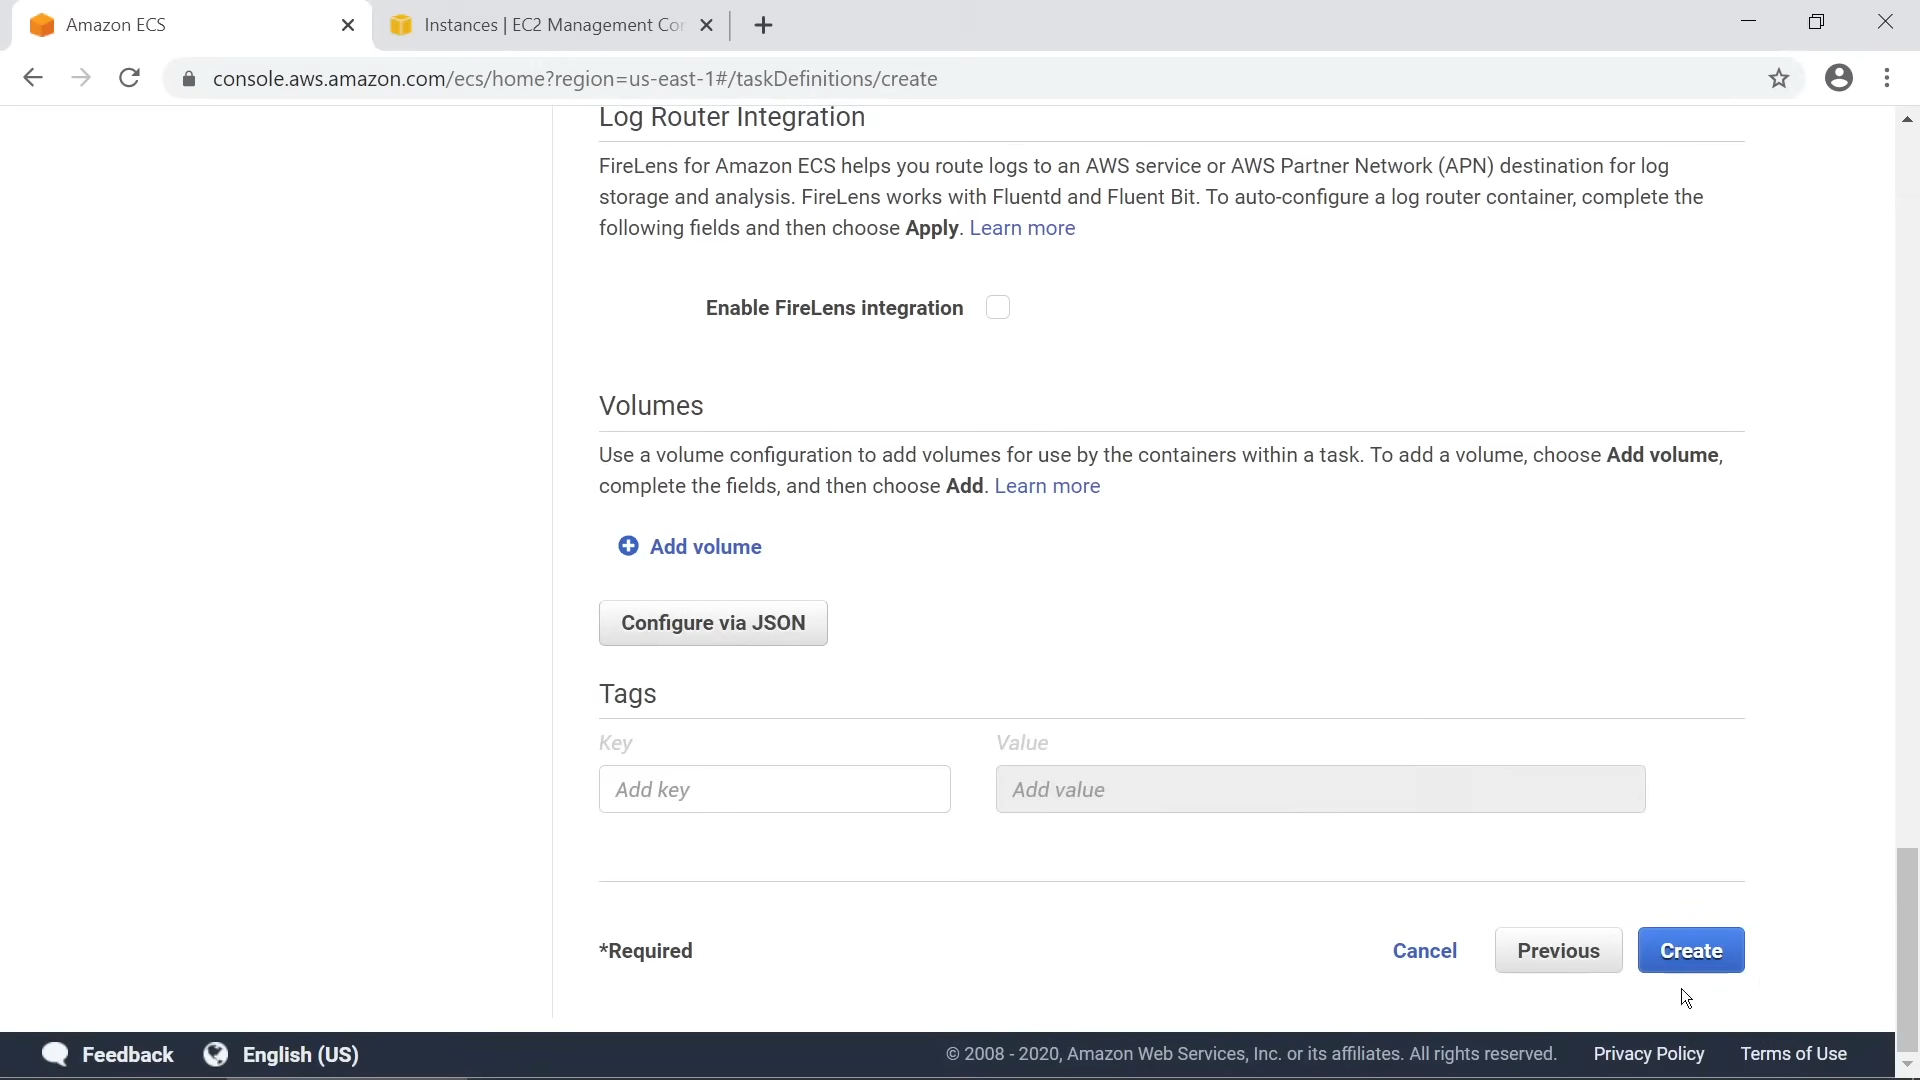 Amazon ECS
Instances | EC2 Management Cor
console.aws.amazon.com/ecs/home?region=us-east-1#/taskDefinitions/create
Log Router Integration
FireLens for Amazon ECS helps you route logs to an AWS service or AWS Partner Network (APN) destination for log
storage and analysis. FireLens works with Fluentd and Fluent Bit. To auto-configure a log router container, complete the
following fields and then choose Apply. Learn more
Enable FireLens integration
Volumes
Use a volume configuration to add volumes for use by the containers within a task. To add a volume, choose Add volume,
complete the fields, and then choose Add. Learn more
Add volume
Configure via JSON
Tags
Key Value
Add key Add value
*Required Cancel Previous Create
Feedback English (US) © 2008 - 2020, Amazon Web Services, Inc. or its affiliates. All rights reserved. Privacy Policy Terms of Use